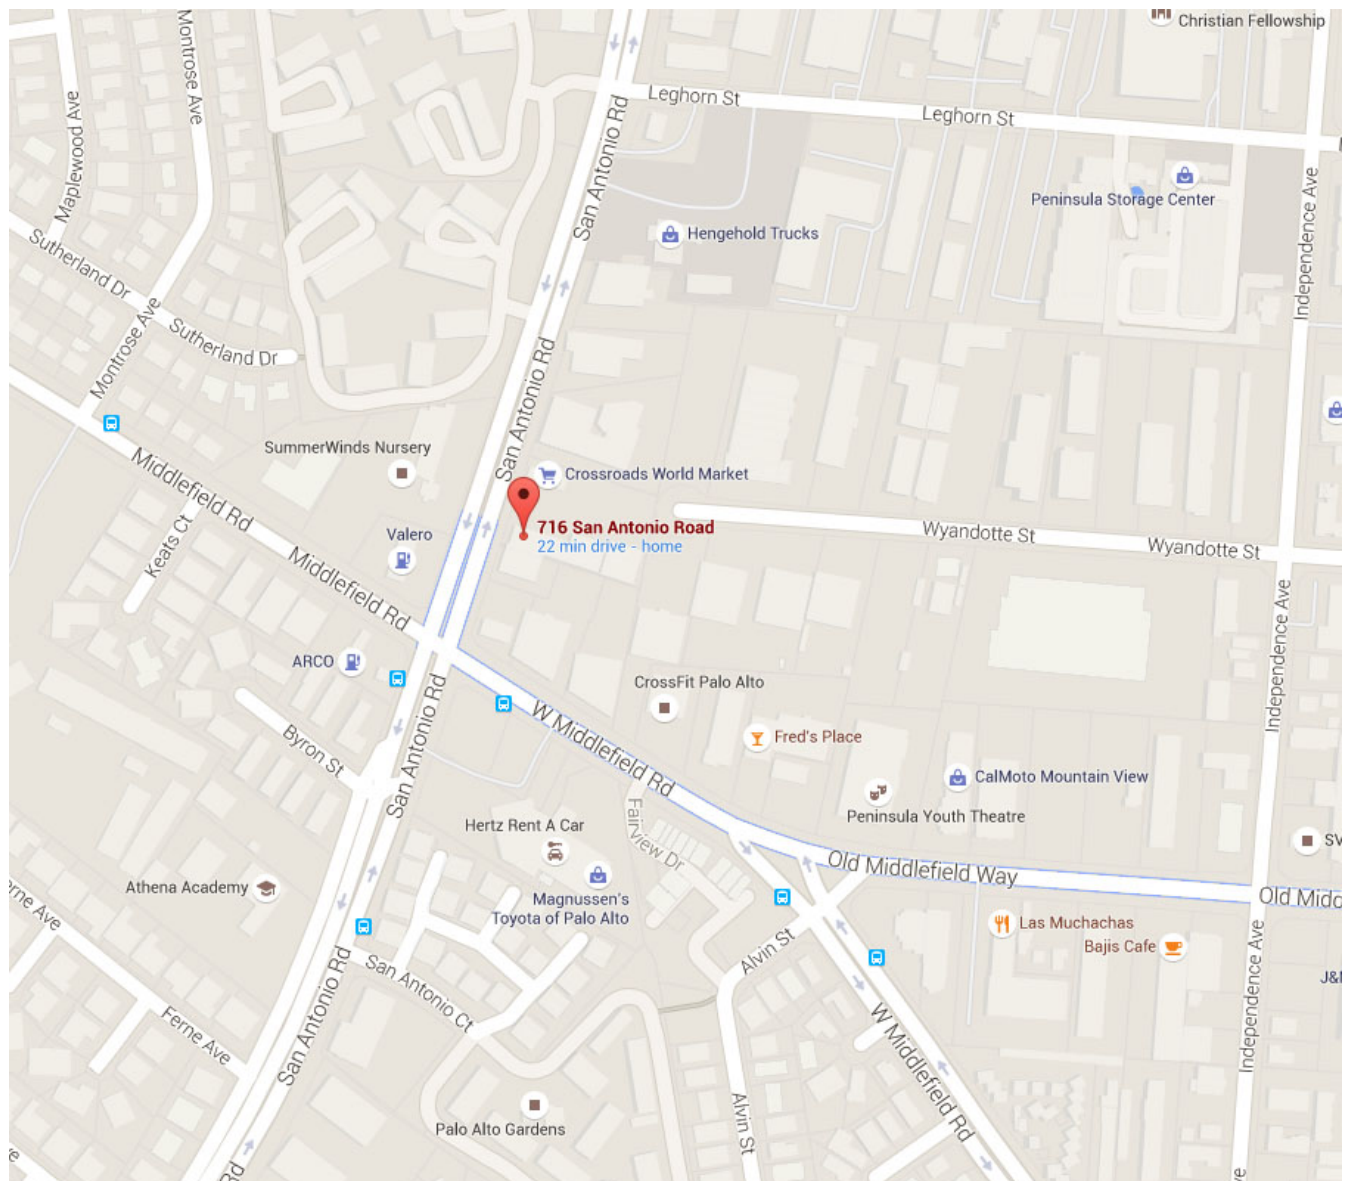 Christian Fellowship
Montrose Ave
Maplewood Ave
San Antonio Rd
Leghorn St
Leghorn St
Independence Ave
Peninsula Storage Center
Hengehold Trucks
Sutherland Dr
Sutherland Dr
Montrose Ave
San Antonio Rd
SummerWinds Nursery
Middlefield Rd
Crossroads World Market
716 San Antonio Road
22 min drive - home
Wyandotte St
Wyandotte St
Valero
Keats Ct
Middlefield Rd
Independence Ave
ARCO
CrossFit Palo Alto
San Antonio Rd
Byron St
W Middlefield Rd
Fred's Place
CalMoto Mountain View
Peninsula Youth Theatre
Hertz Rent A Car
Fairview Dr
SV
Old Middlefield Way
Old Midd
Athena Academy
Magnussen's
Toyota of Palo Alto
erne Ave
Las Muchachas
Bajis Cafe
Alvin St
San Antonio Ct
San Antonio Rd
Ferne Ave
W Middlefield Rd
Independence Ave
Palo Alto Gardens
Alvin St
Rd